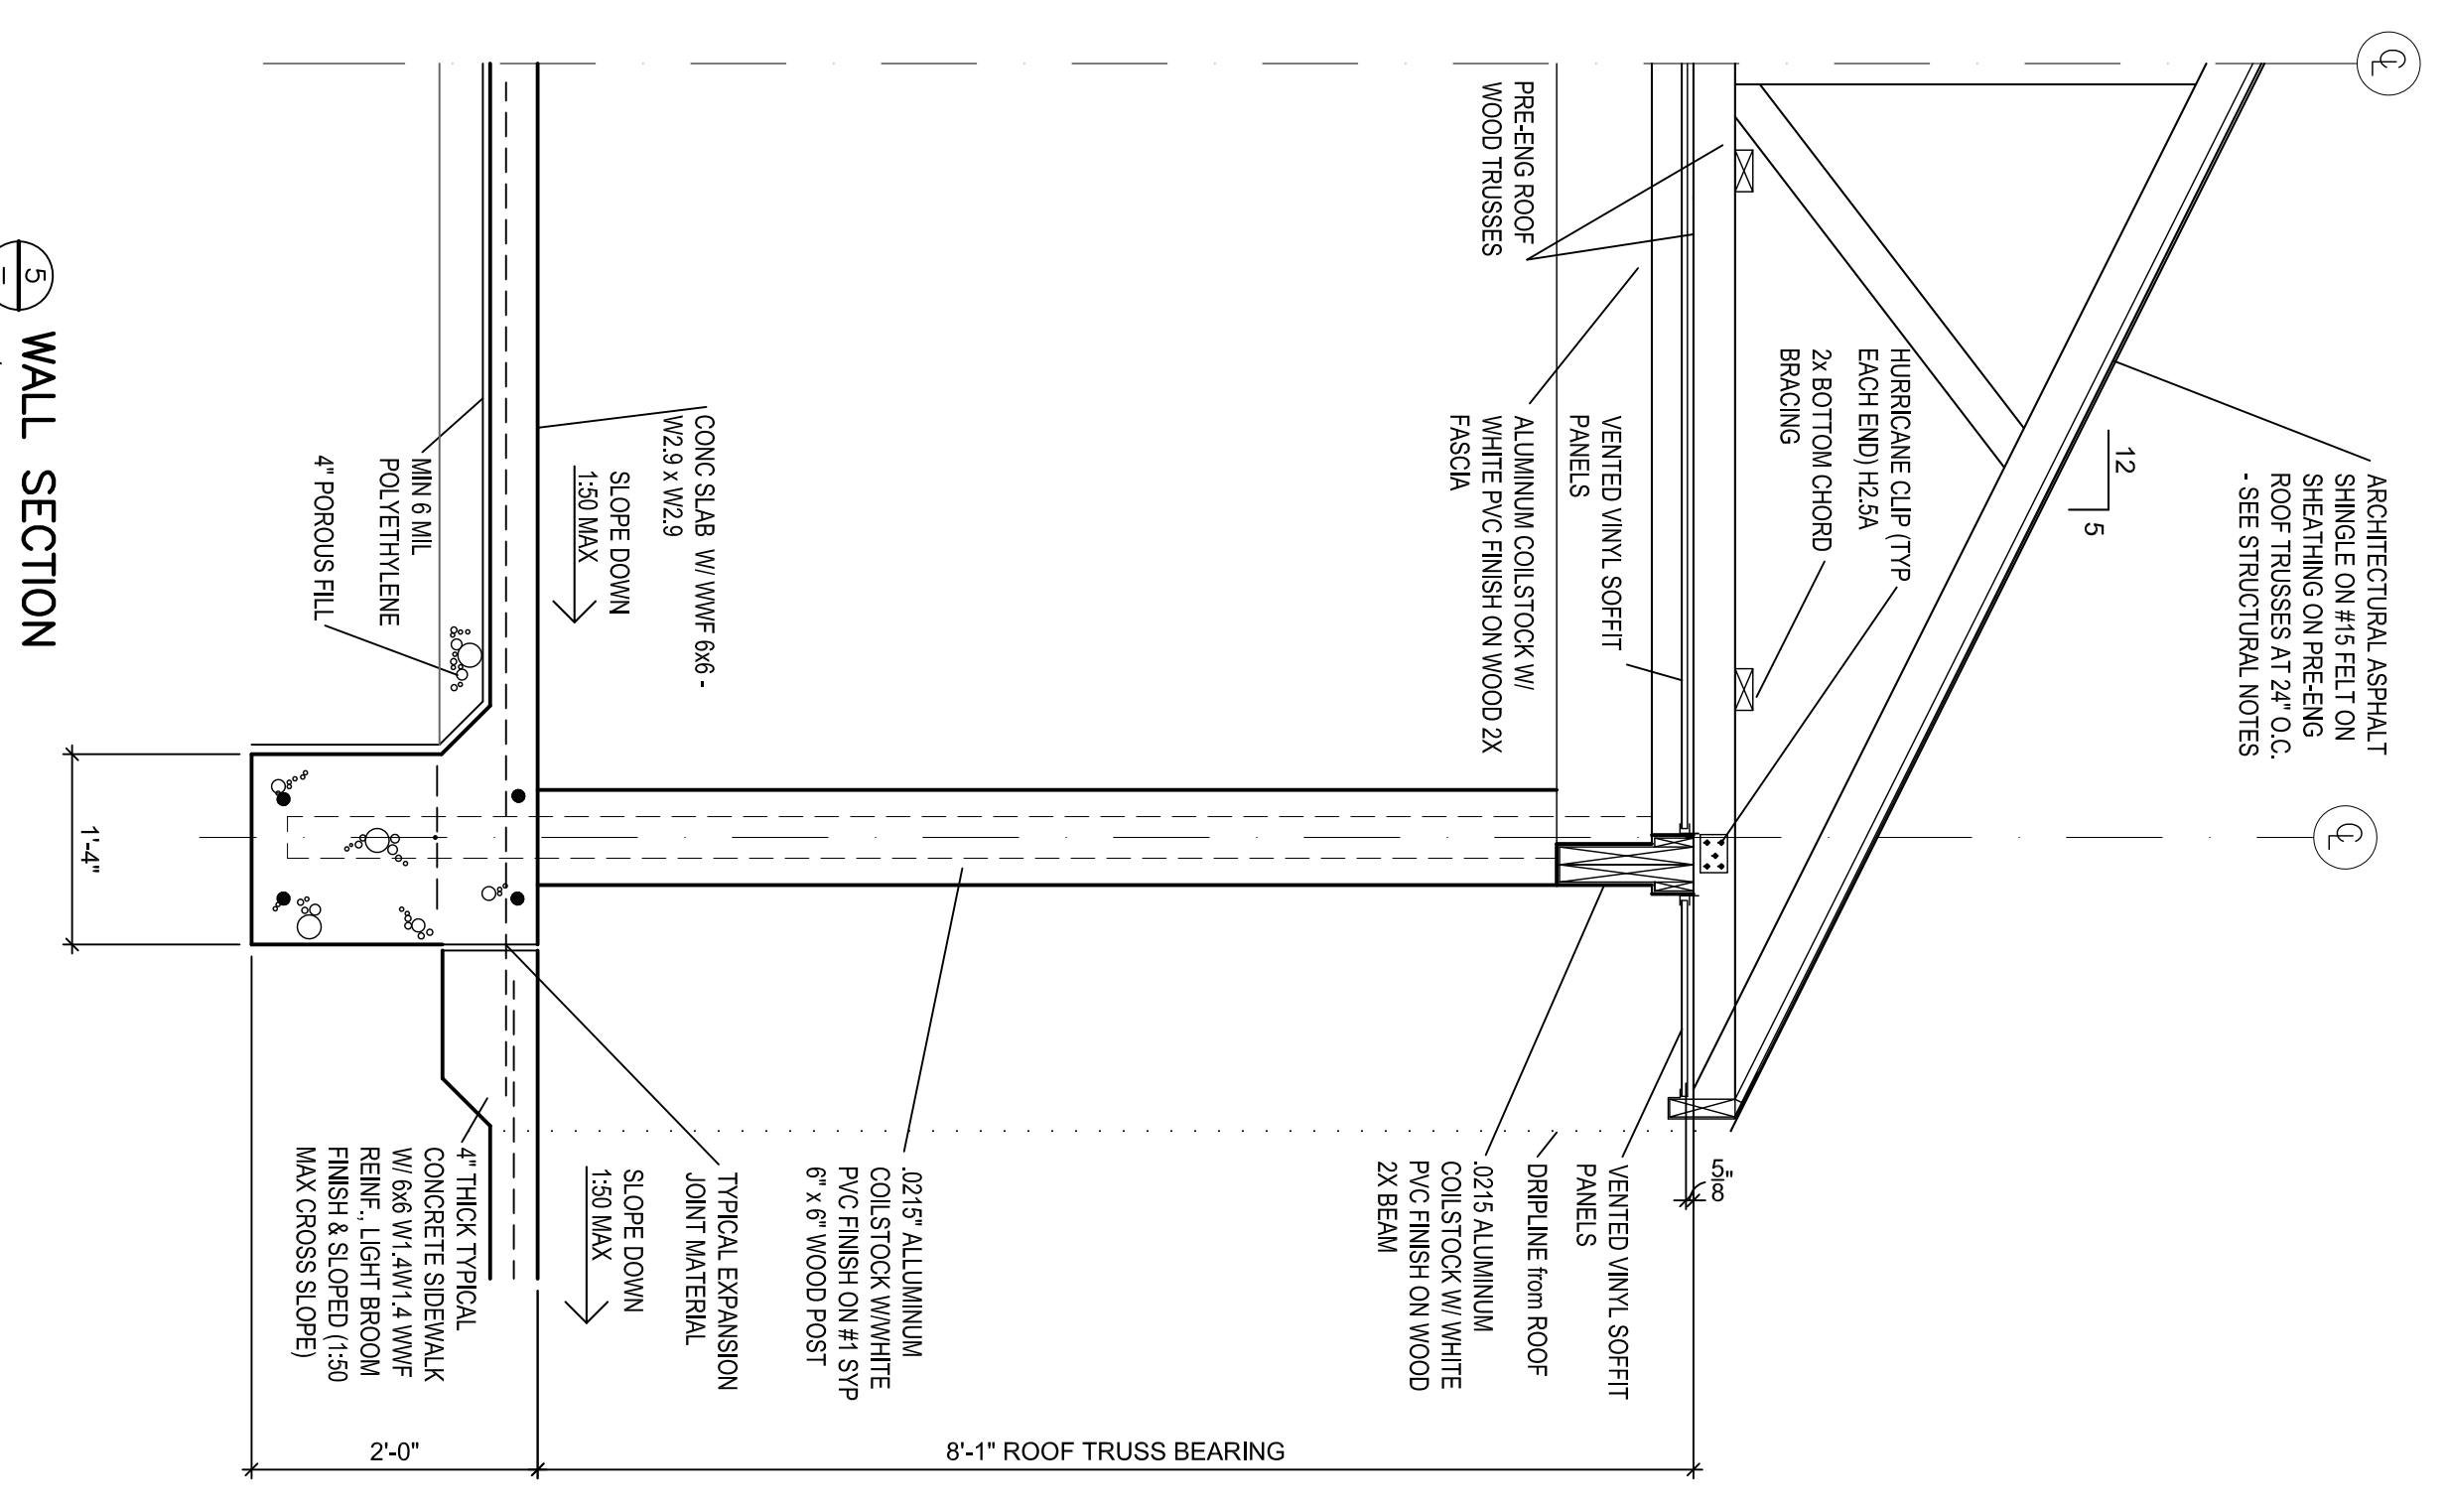 ARCHITECTURAL ASPHALT
SHINGLE ON #15 FELT ON
SHEATHING ON PRE-ENG
ROOF TRUSSES AT 24" O.C.
- SEE STRUCTURAL NOTES
12
5
HURRICANE CLIP (TYP
EACH END) H2.5A
2x BOTTOM CHORD
BRACING
PRE-ENG ROOF
WOOD TRUSSES
VENTED VINYL SOFFIT
PANELS
ALUMINUM COILSTOCK W/
WHITE PVC FINISH ON WOOD 2X
FASCIA
5/8"
VENTED VINYL SOFFIT
PANELS
DRIPLINE from ROOF
.0215 ALUMINUM
COILSTOCK W/ WHITE
PVC FINISH ON WOOD
2X BEAM
.0215" ALLUMINUM
COILSTOCK W/WHITE
PVC FINISH ON #1 SYP
6" x 6" WOOD POST
TYPICAL EXPANSION
JOINT MATERIAL
8'-1" ROOF TRUSS BEARING
CONC SLAB W/ WWF 6x6 -
W2.9 x W2.9
SLOPE DOWN
1:50 MAX
SLOPE DOWN
1:50 MAX
MIN 6 MIL
POLYETHYLENE
4" POROUS FILL
4" THICK TYPICAL
CONCRETE SIDEWALK
W/ 6x6 W1.4W1.4 WWF
REINF., LIGHT BROOM
FINISH & SLOPED (1:50
MAX CROSS SLOPE)
2'-0"
1'-4"
5
WALL SECTION